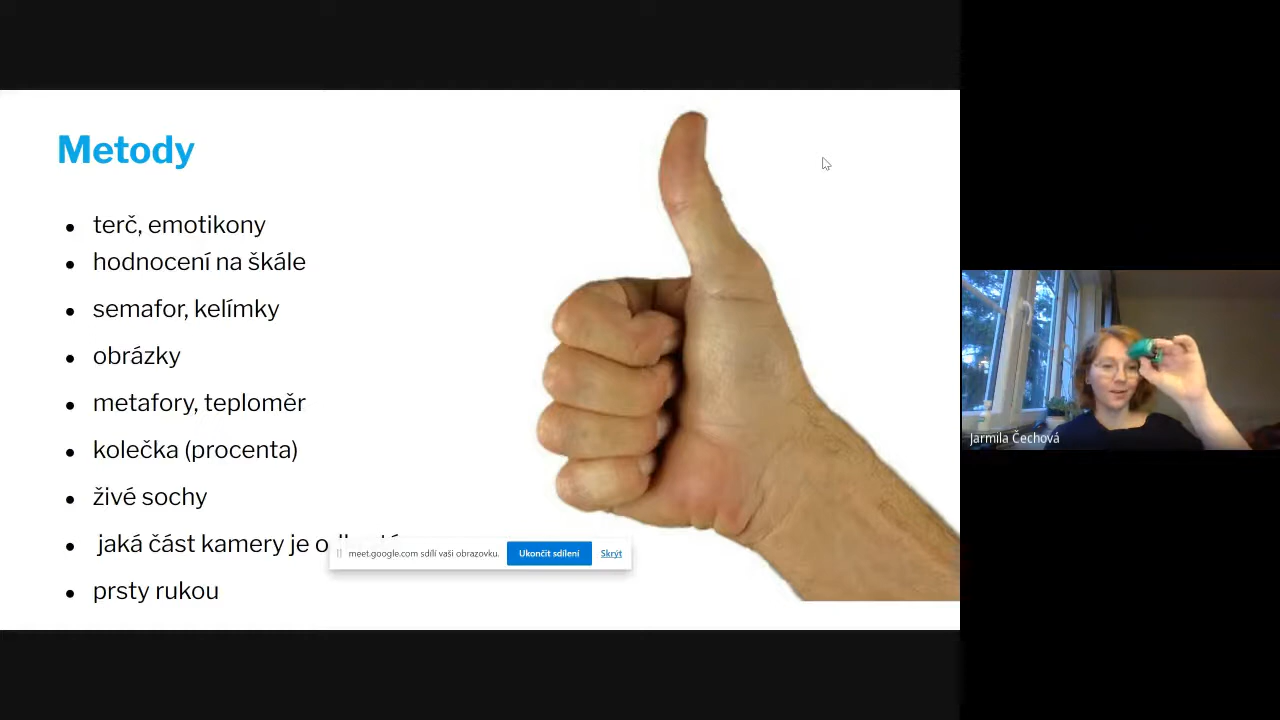 Metody
terč, emotikony
hodnocení na škále
semafor, kelímky
obrázky
metafory, teploměr
kolečka (procenta)
živé sochy
jaká část kamery je
meet.google.com sdílí vaši obrazovku.
Ukončit sdílení
Skrýt
prsty rukou
Jarmila Čechová